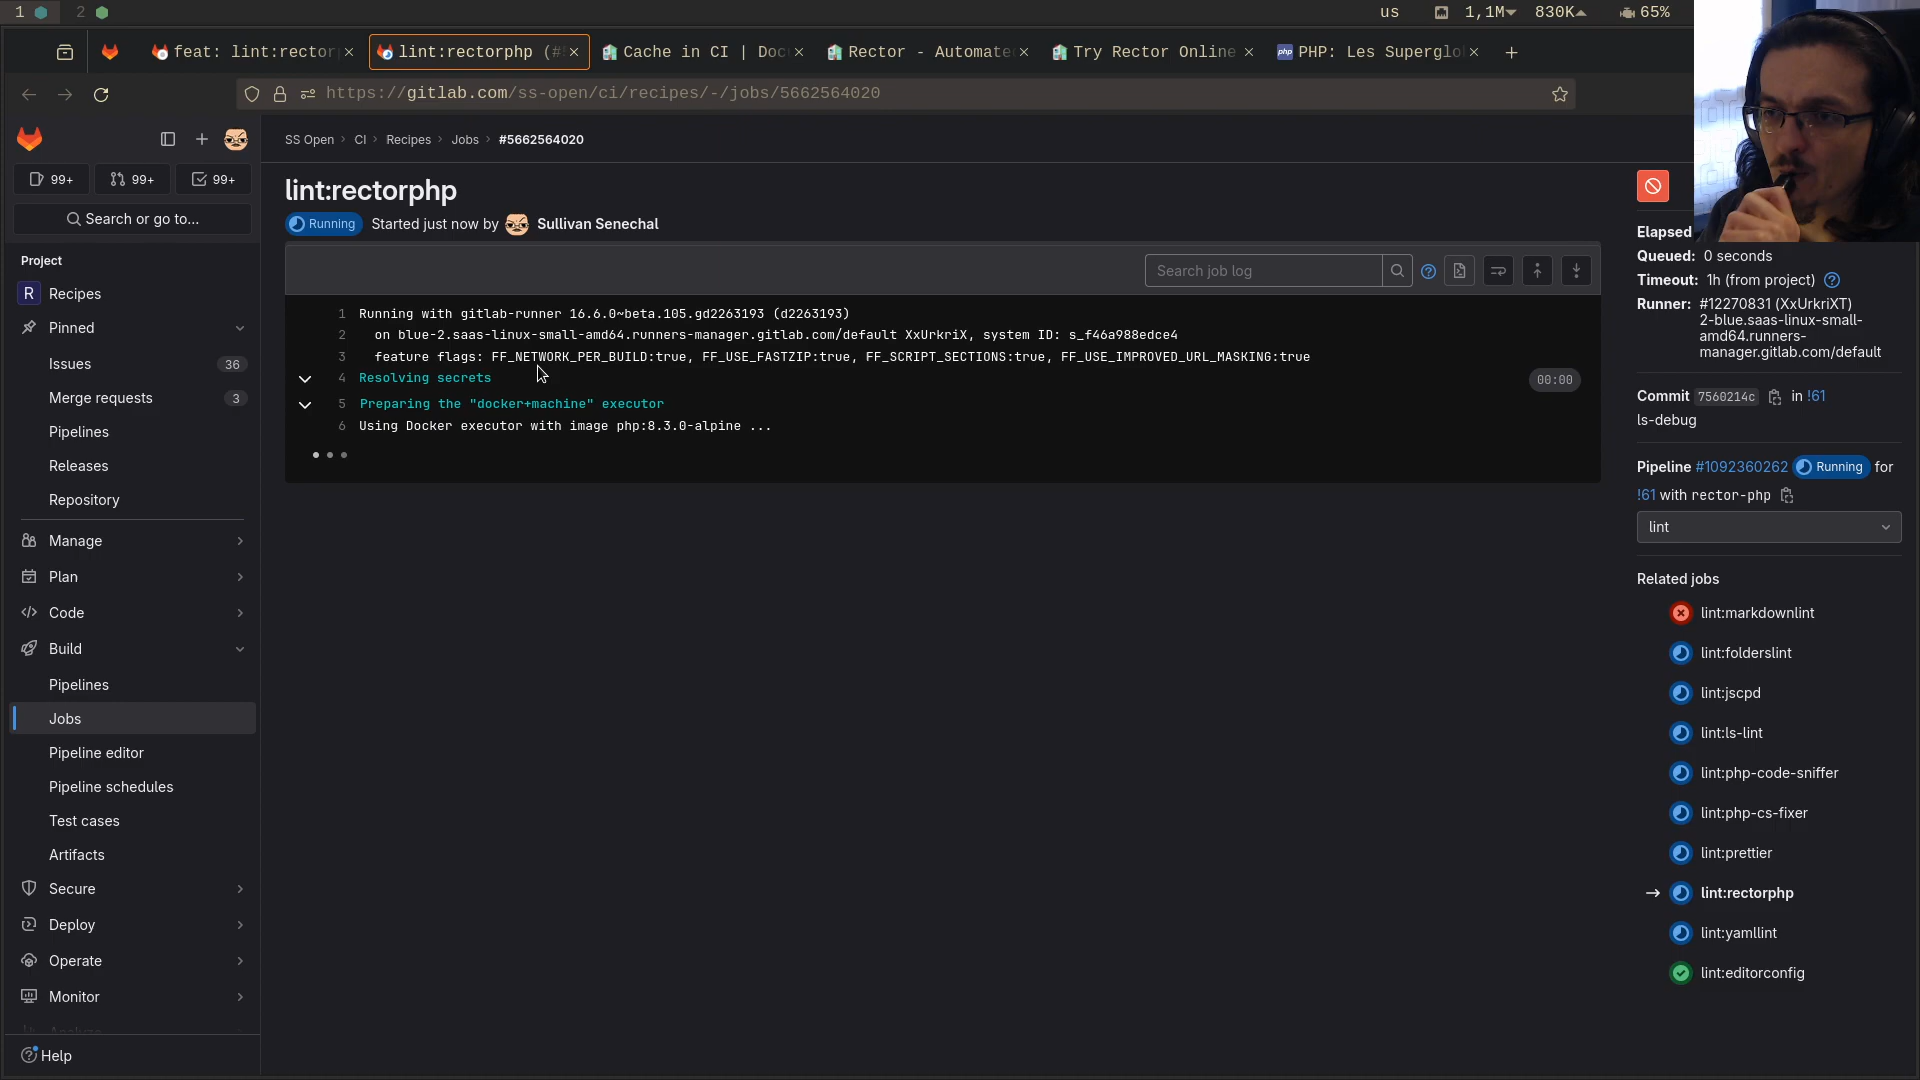 1 2 us 1,1M 830K 65%
feat: lint:rector lint:rectorphp (# Cache in CI | Doc Rector - Automate Try Rector Online PHP: Les Superglo
https://gitlab.com/ss-open/ci/recipes/-/jobs/5662564020
SS Open CI Recipes Jobs #5662564020
99+ 99+ 99+
Search or go to...
Project
R Recipes
Pinned
Issues 36
Merge requests 3
Pipelines
Releases
Repository
Manage
Plan
Code
Build
Pipelines
Jobs
Pipeline editor
Pipeline schedules
Test cases
Artifacts
Secure
Deploy
Operate
Monitor
Help
lint:rectorphp
Running Started just now by Sullivan Senechal
Search job log
1 Running with gitlab-runner 16.6.0~beta.105.gd2263193 (d2263193)
2 on blue-2.saas-linux-small-amd64.runners-manager.gitlab.com/default XxUrkriX, system ID: s_f46a988edce4
3 feature flags: FF_NETWORK_PER_BUILD:true, FF_USE_FASTZIP:true, FF_SCRIPT_SECTIONS:true, FF_USE_IMPROVED_URL_MASKING:true
4 Resolving secrets 00:00
5 Preparing the "docker+machine" executor
6 Using Docker executor with image php:8.3.0-alpine ...
Elapsed
Queued: 0 seconds
Timeout: 1h (from project)
Runner: #12270831 (XxUrkriXT)
2-blue.saas-linux-small-
amd64.runners-
manager.gitlab.com/default
Commit 7560214c in !61
ls-debug
Pipeline #1092360262 Running for
!61 with rector-php
lint
Related jobs
lint:markdownlint
lint:folderslint
lint:jscpd
lint:ls-lint
lint:php-code-sniffer
lint:php-cs-fixer
lint:prettier
lint:rectorphp
lint:yamllint
lint:editorconfig